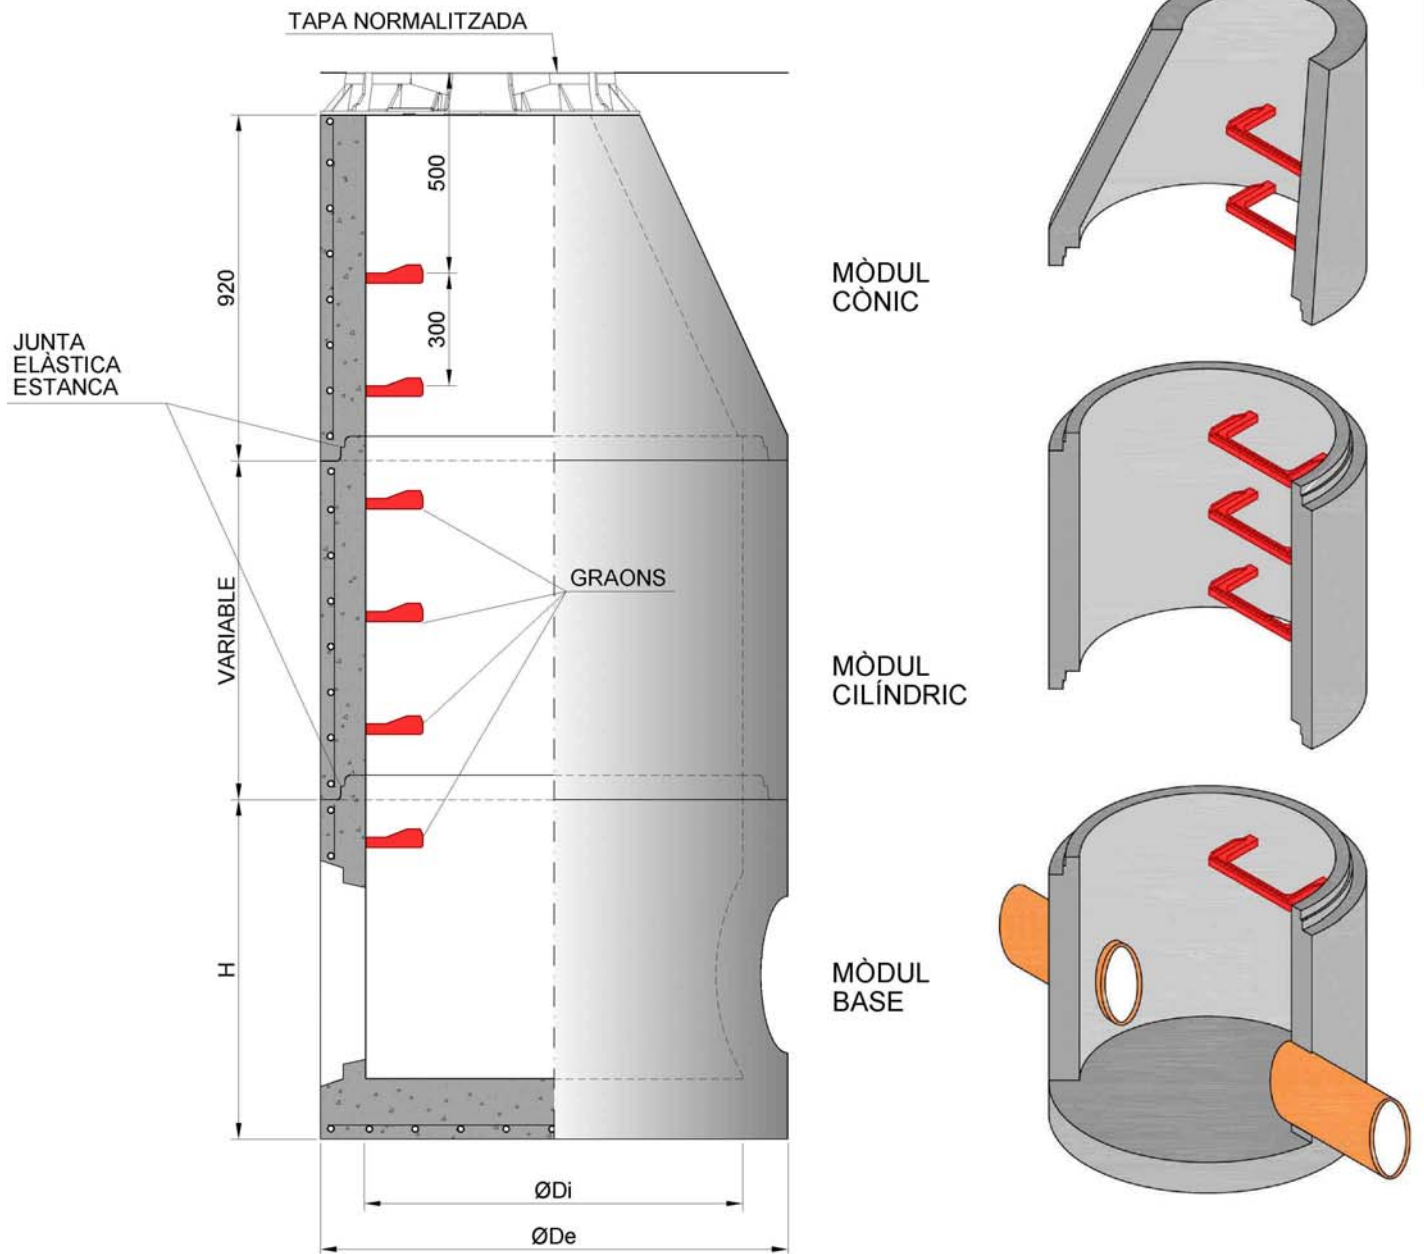 TAPA NORMALITZADA
500
920
300
JUNTA
ELÀSTICA
ESTANCA
MÒDUL
CÒNIC
VARIABLE
GRAONS
MÒDUL
CILÍNDRIC
H
MÒDUL
BASE
ØDi
ØDe